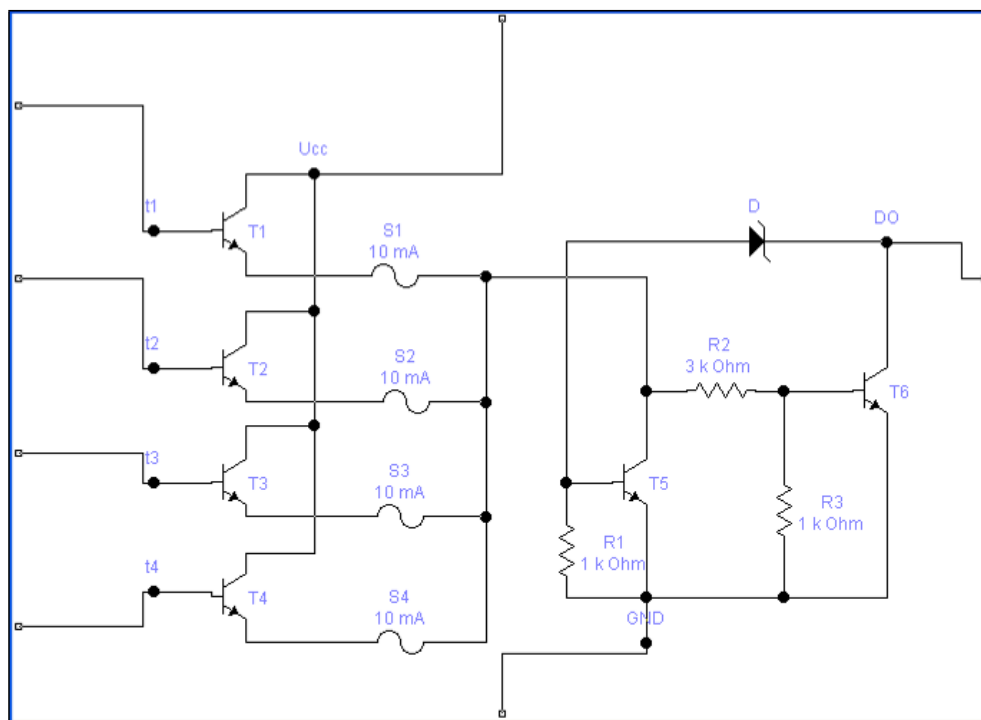 Ucc
t1
T1
S1
10 mA
D
DO
t2
T2
S2
10 mA
R2
3 k Ohm
T6
t3
T3
S3
10 mA
T5
R3
1 k Ohm
R1
1 k Ohm
t4
T4
S4
10 mA
GND